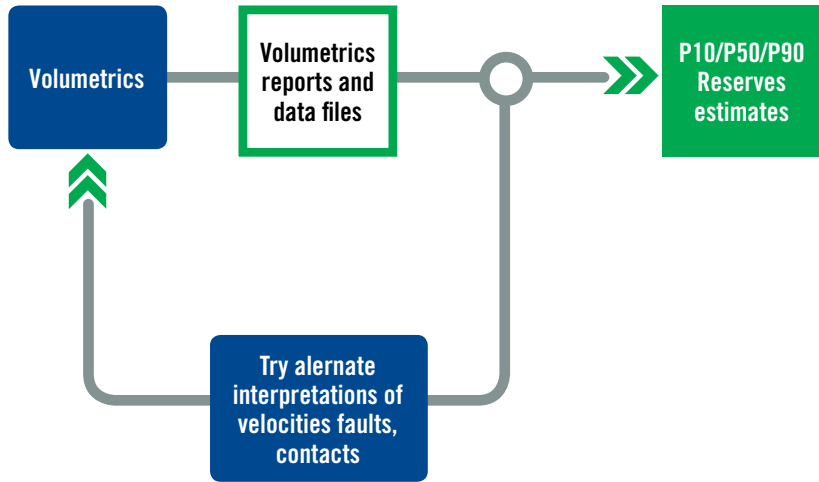 Volumetrics
Volumetrics
reports and
data files
P10/P50/P90
Reserves
estimates
Try alernate
interpretations of
velocities faults,
contacts